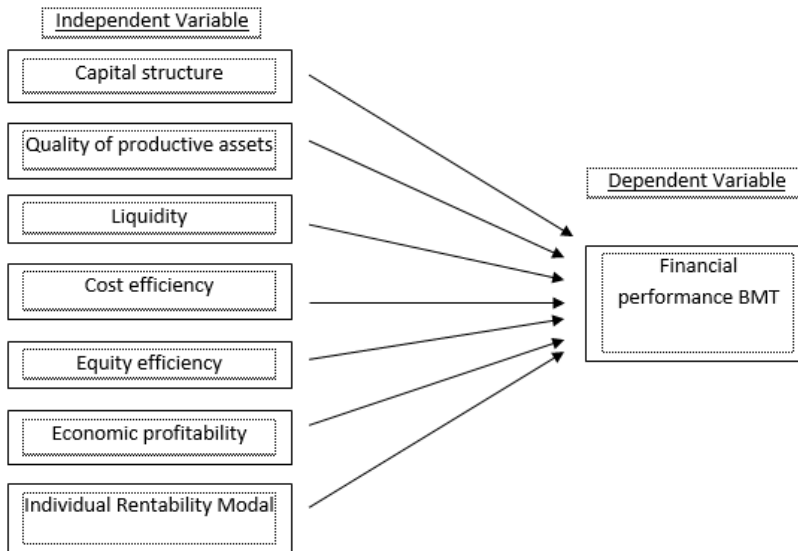 Independent Variable
Capital structure
Quality of productive assets
Liquidity
Cost efficiency
Equity efficiency
Economic profitability
Individual Rentability Modal
Dependent Variable
Financial
performance BMT